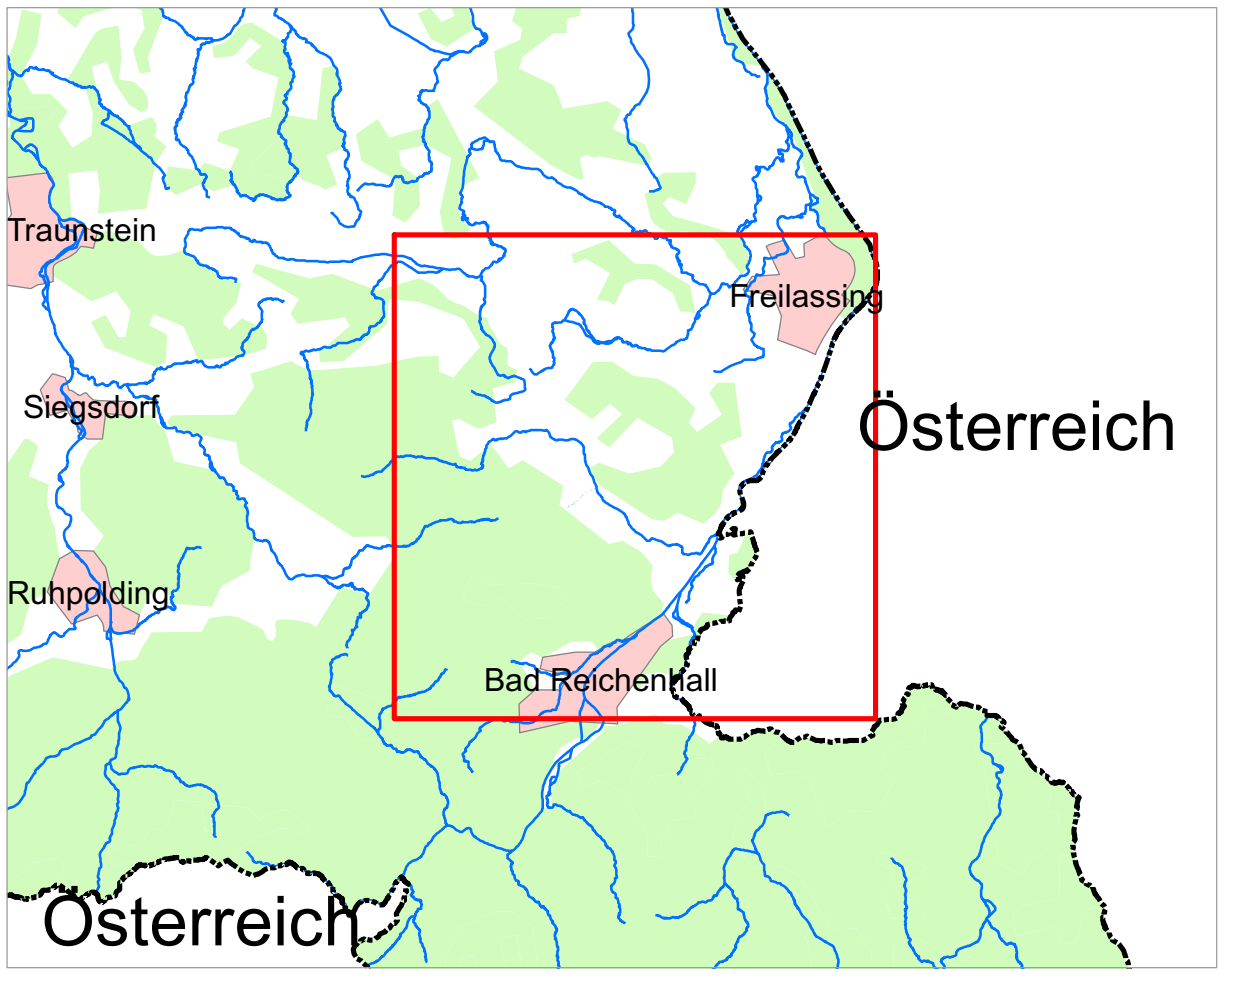 Traunstein
Freilassing
Siegsdorf
Österreich
Ruhpolding
Bad Reichenhall
Österreich